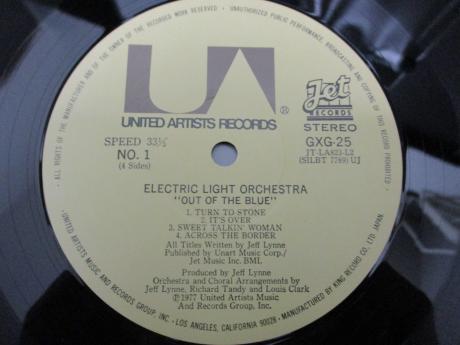 ALL RIGHTS OF THE MANUFACTURER AND OF THE OWNER OF THE RECORDED WORK RESERVED • UNAUTHORIZED PUBLIC PERFORMANCE, BROADCASTING AND COPYING OF THIS RECORD PROHIBITED •
UA
®
UNITED ARTISTS RECORDS
Jet
RECORDS
STEREO
SPEED 33⅓
GXG-25
NO. 1
JT-LA823-L2
(4 Sides)
(SILBT 7789) UJ
ELECTRIC LIGHT ORCHESTRA
"OUT OF THE BLUE"
1. TURN TO STONE
2. IT'S OVER
3. SWEET TALKIN' WOMAN
4. ACROSS THE BORDER
All Titles Written by Jeff Lynne
Published by Unart Music Corp./
Jet Music Inc. BML
Produced by Jeff Lynne
Orchestra and Choral Arrangements by
Jeff Lynne, Richard Tandy and Louis Clark
Ⓟ1977 United Artists Music
And Records Group, Inc.
UNITED ARTISTS MUSIC AND RECORDS GROUP INC. • LOS ANGELES, CALIFORNIA 90028 • MANUFACTURED BY KING RECORD CO. LTD. JAPAN.